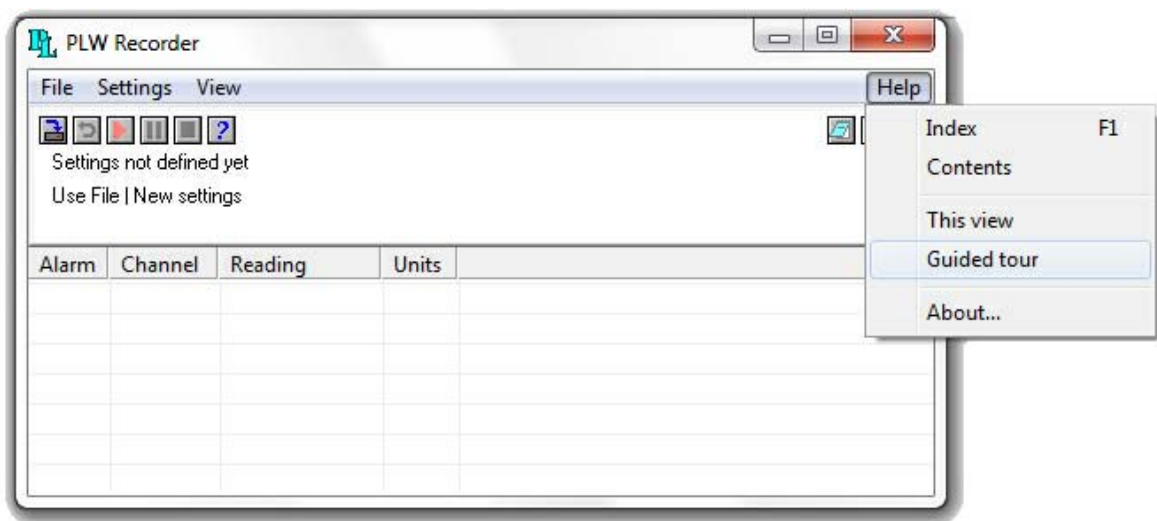 PLW Recorder
File Settings View Help
Settings not defined yet
Use File | New settings
Alarm Channel Reading Units
Index F1
Contents
This view
Guided tour
About...